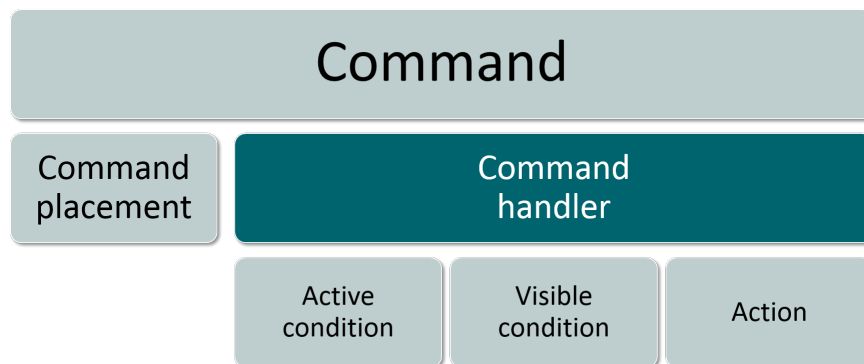 Command
Command
placement
Command
handler
Active
condition
Visible
condition
Action